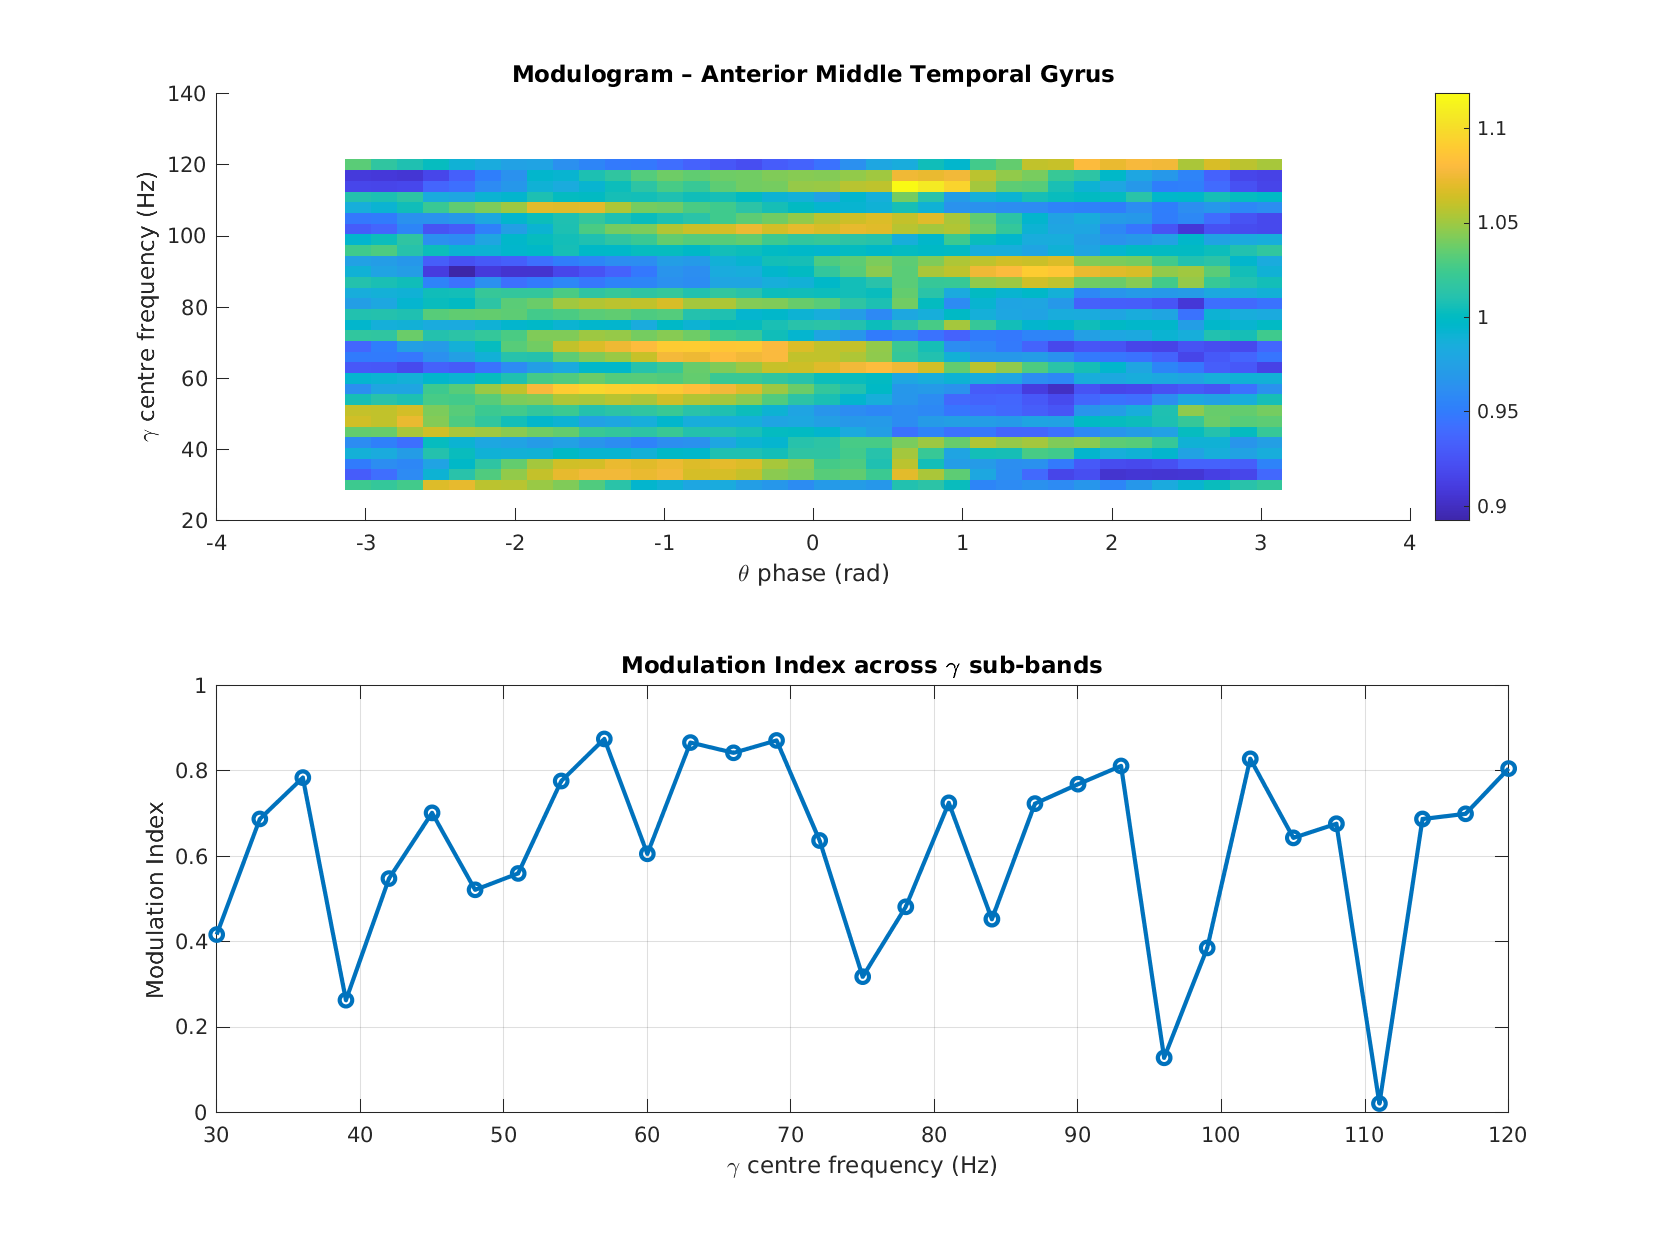 Modulogram – Anterior Middle Temporal Gyrus
140
120
100
80
60
40
20
γ centre frequency (Hz)
-4 -3 -2 -1 0 1 2 3 4
θ phase (rad)
1.1
1.05
1
0.95
0.9
Modulation Index across γ sub-bands
1
0.8
0.6
0.4
0.2
0
Modulation Index
30 40 50 60 70 80 90 100 110 120
γ centre frequency (Hz)